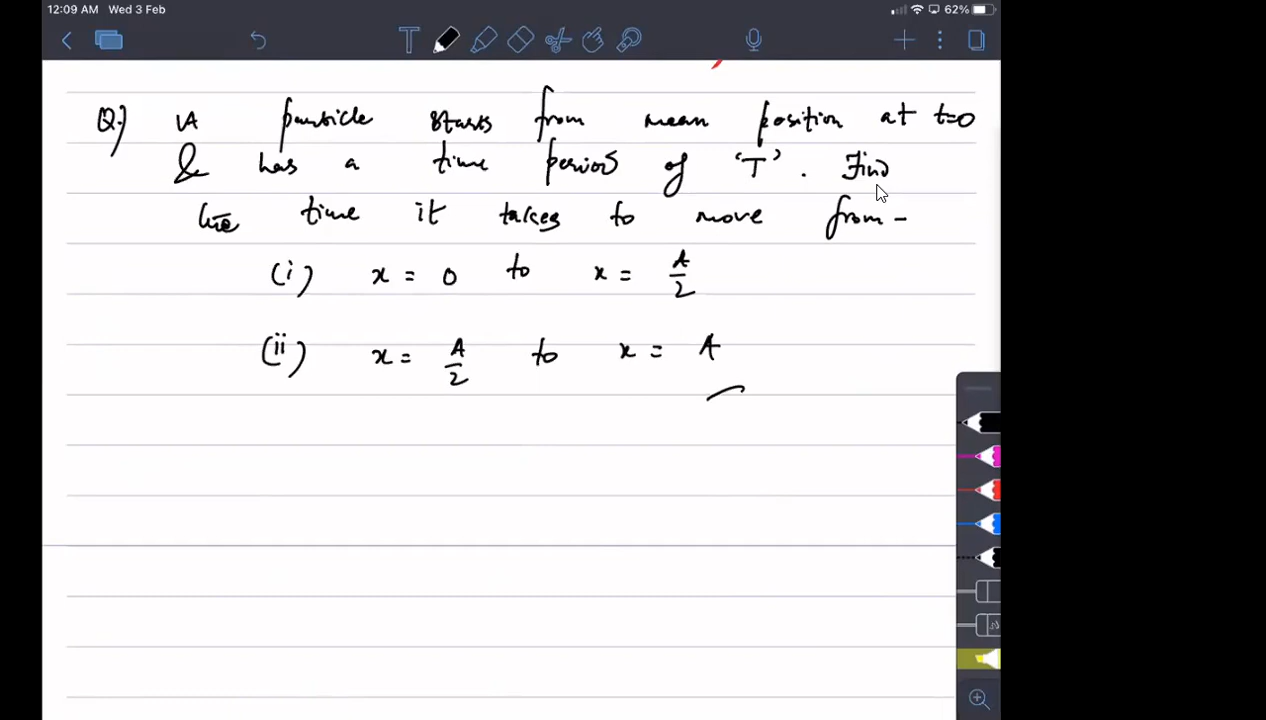 12:09 AM Wed 3 Feb 62%
Q.) A particle starts from mean position at t=0
& has a time period of 'T'. Find
the time it takes to move from -
(i) x = 0 to x = A/2
(ii) x = A/2 to x = A